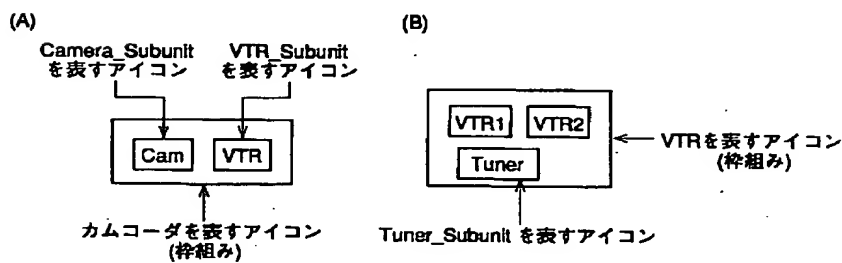 (A)
Camera_Subunit
を表すアイコン
VTR_Subunit
を表すアイコン
Cam
VTR
カムコーダを表すアイコン
(枠組み)
(B)
VTR1
VTR2
Tuner
VTRを表すアイコン
(枠組み)
Tuner_Subunit を表すアイコン